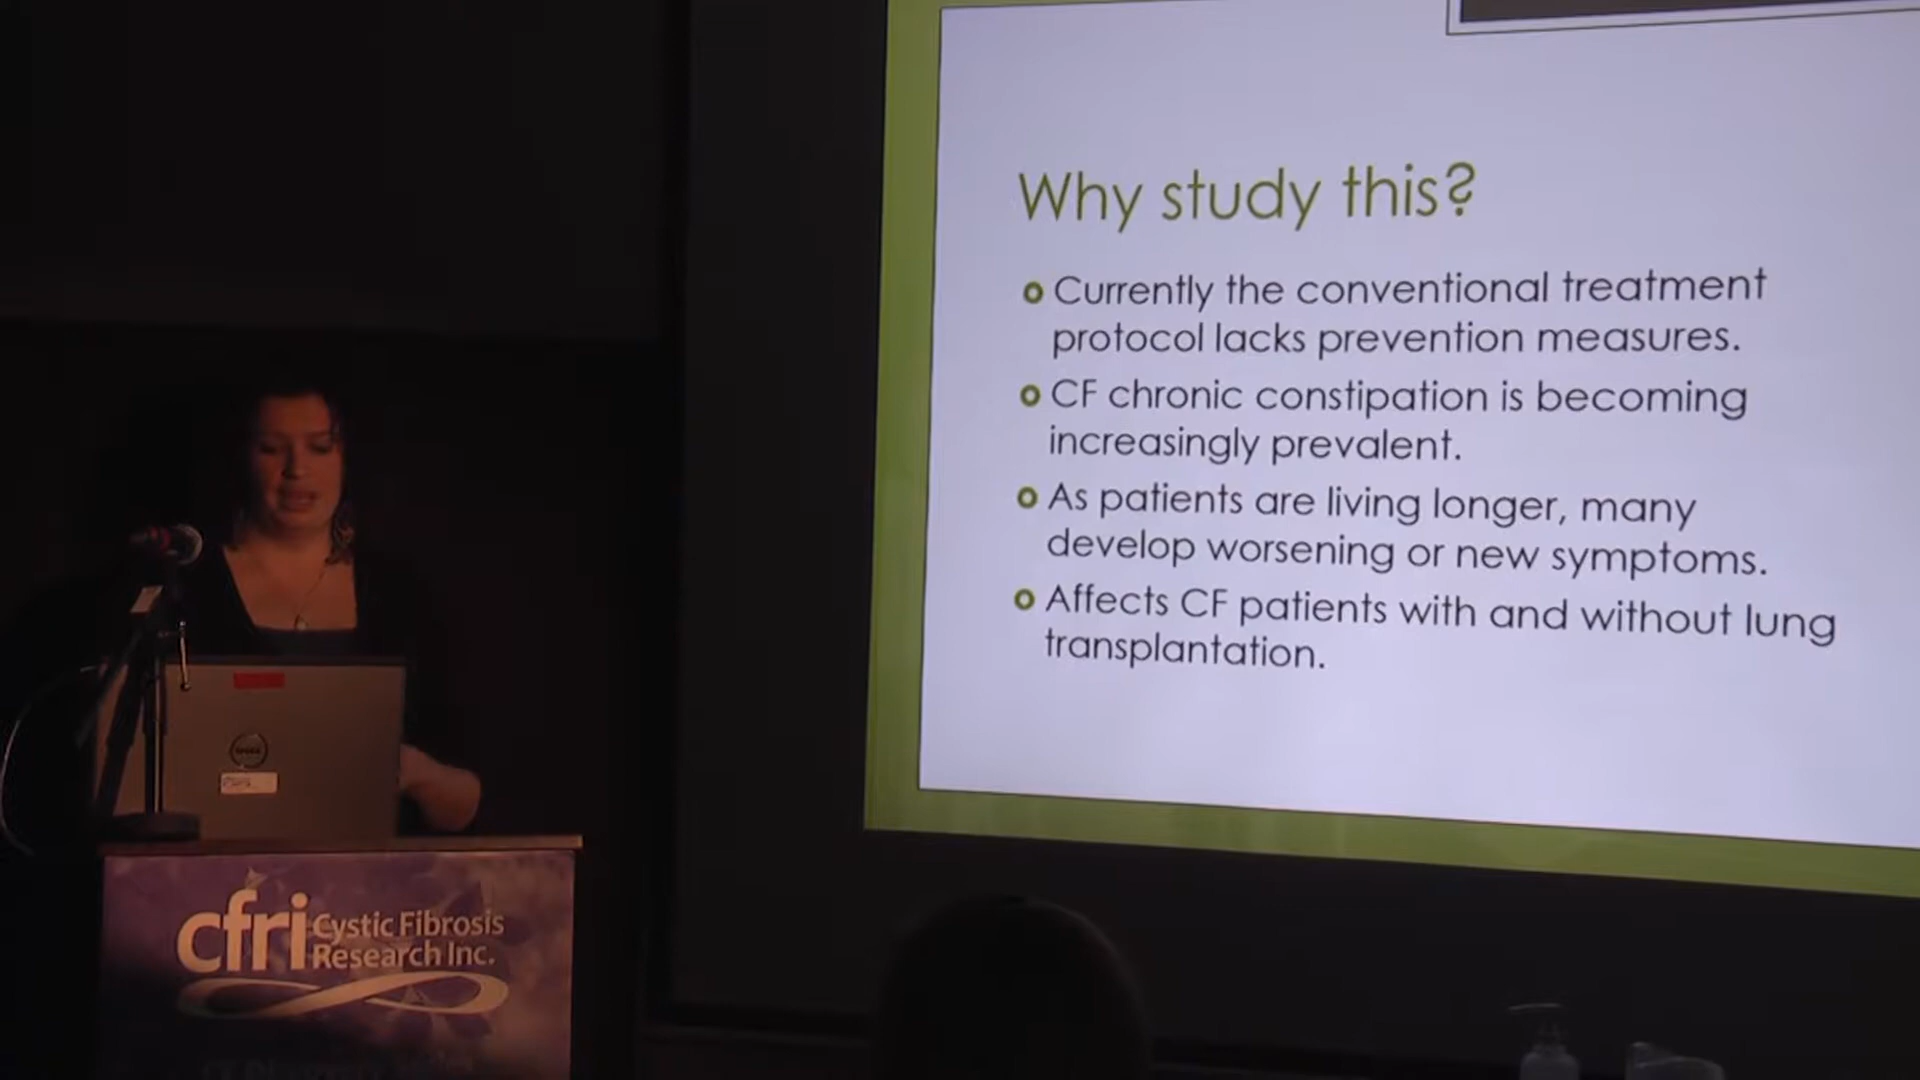 Why study this?
Currently the conventional treatment
protocol lacks prevention measures.
CF chronic constipation is becoming
increasingly prevalent.
As patients are living longer, many
develop worsening or new symptoms.
Affects CF patients with and without lung
transplantation.
DELL
cfri Cystic Fibrosis
Research Inc.